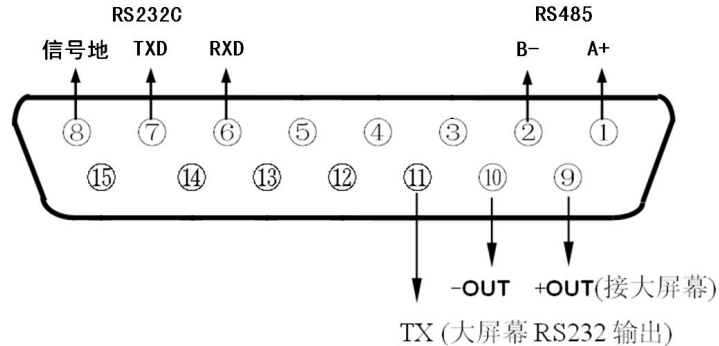 RS232C RS485
信号地 TXD RXD B- A+
⑧ ⑦ ⑥ ⑤ ④ ③ ② ①
⑮ ⑭ ⑬ ⑫ ⑪ ⑩ ⑨
-OUT +OUT(接大屏幕)
TX (大屏幕 RS232 输出)